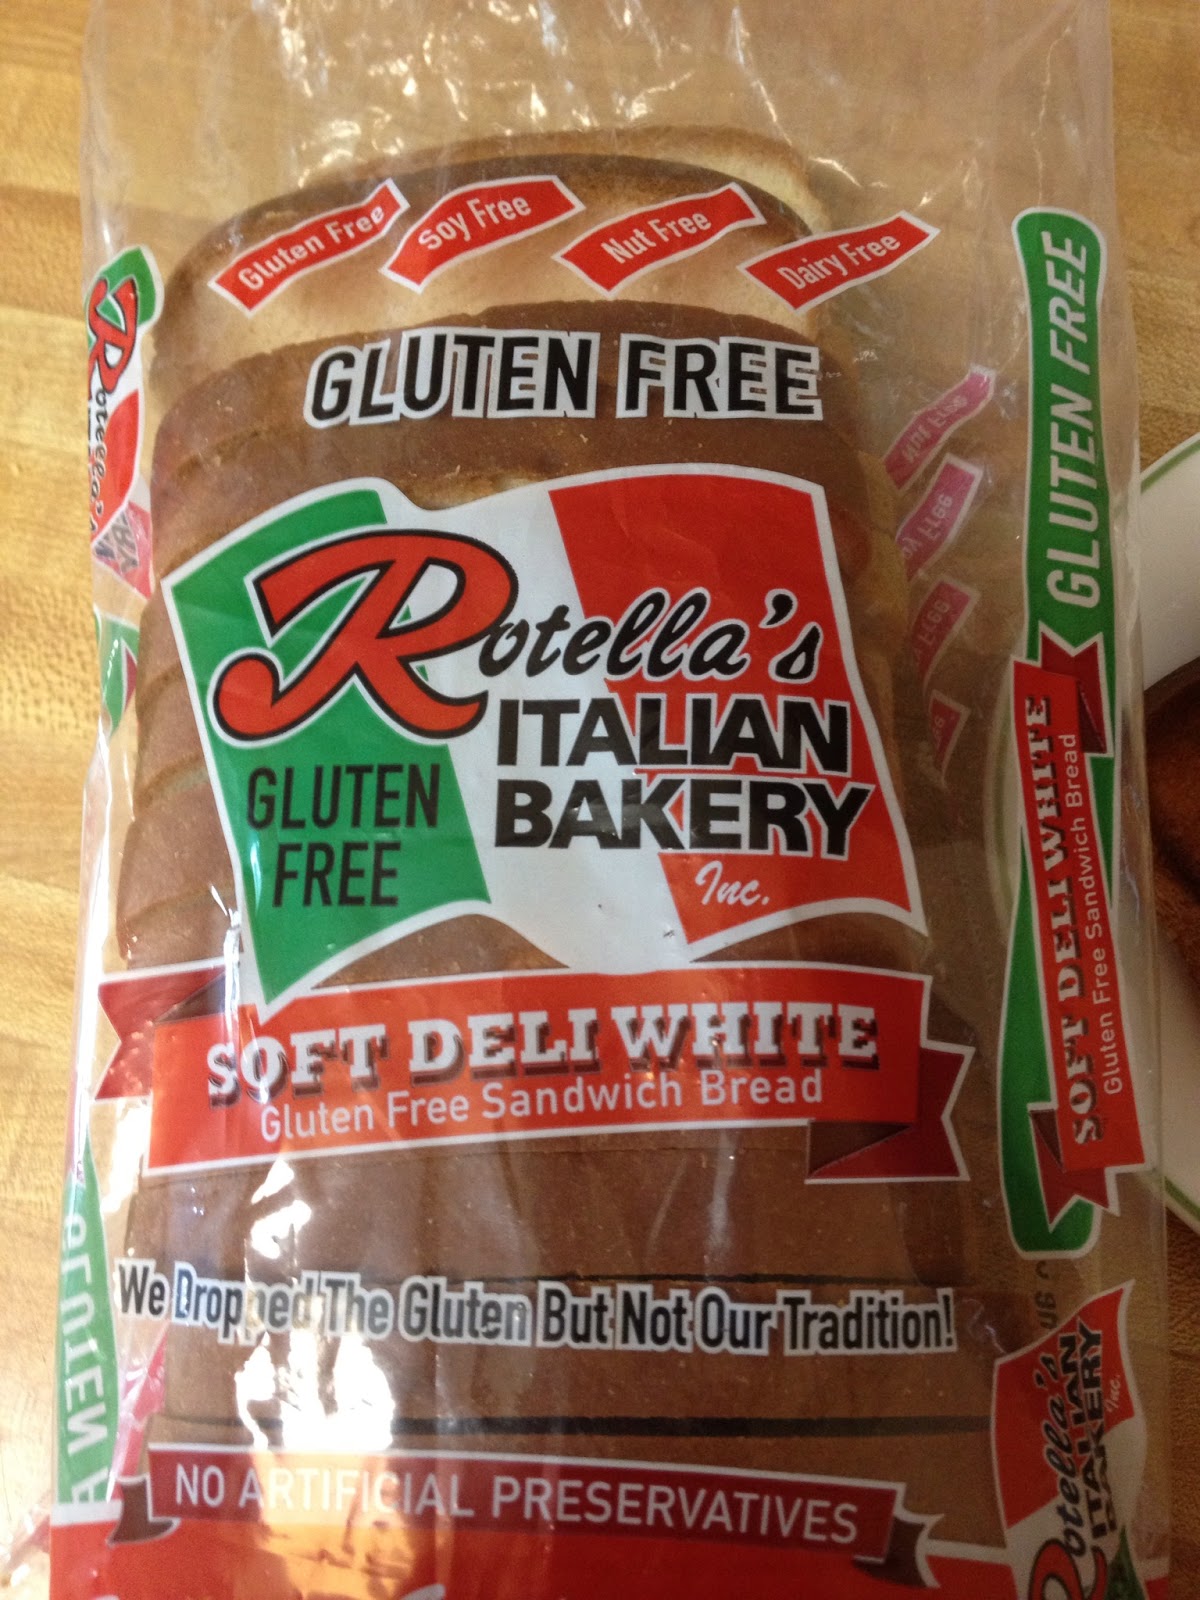 Gluten Free
Soy Free
Nut Free
Dairy Free
GLUTEN FREE
Rotella's
ITALIAN
BAKERY
Inc.
GLUTEN
FREE
SOFT DELI WHITE
Gluten Free Sandwich Bread
We Dropped The Gluten But Not Our Tradition!
NO ARTIFICIAL PRESERVATIVES
GLUTEN FREE
SOFT DELI WHITE
Gluten Free Sandwich Bread
Rotella's
ITALIAN
BAKERY
Inc.
Rotella's